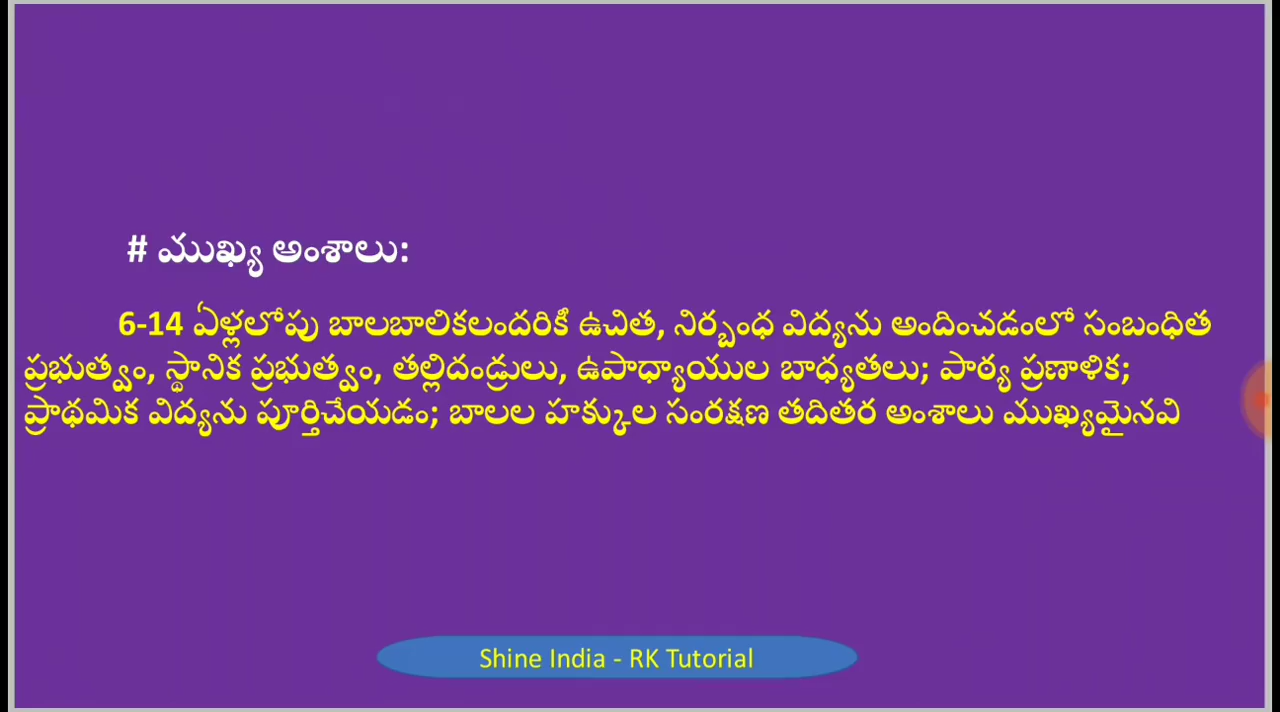 # ముఖ్య అంశాలు:
6-14 ఏళ్లలోపు బాలబాలికలందరికీ ఉచిత, నిర్బంధ విద్యను అందించడంలో సంబంధిత
ప్రభుత్వం, స్థానిక ప్రభుత్వం, తల్లిదండ్రులు, ఉపాధ్యాయుల బాధ్యతలు; పాఠ్య ప్రణాళిక;
ప్రాథమిక విద్యను పూర్తిచేయడం; బాలల హక్కుల సంరక్షణ తదితర అంశాలు ముఖ్యమైనవి
Shine India - RK Tutorial